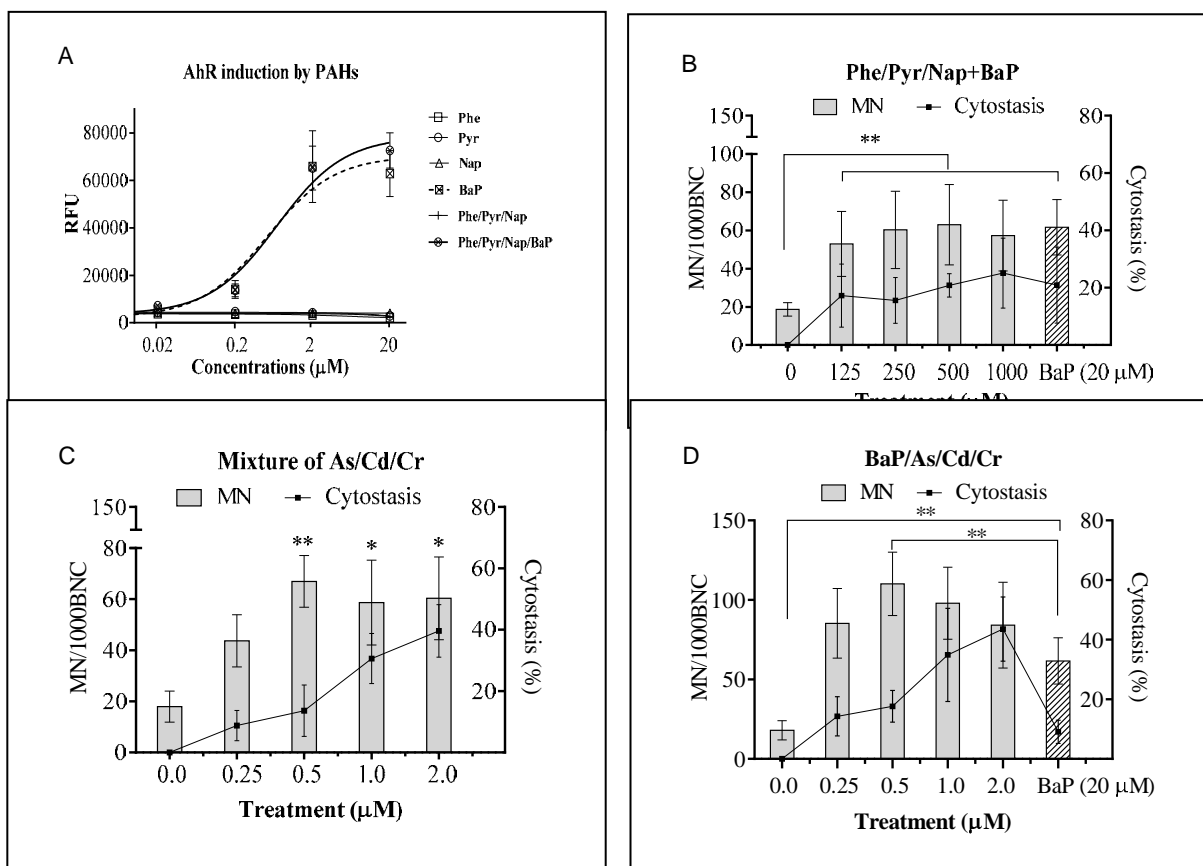 A
AhR induction by PAHs
RFU
80000
60000
40000
20000
0
0.02 0.2 2 20
Concentrations (µM)
Phe
Pyr
Nap
BaP
Phe/Pyr/Nap
Phe/Pyr/Nap/BaP
B
Phe/Pyr/Nap+BaP
MN Cytostasis
150
100
80
60
40
20
0
MN/1000BNC
**
80
60
40
20
Cytostasis (%)
0 125 250 500 1000 BaP (20 µM)
Treatment (µM)
C
Mixture of As/Cd/Cr
MN Cytostasis
150
80
60
40
20
0
MN/1000BNC
** * *
80
60
40
20
Cytostasis (%)
0.0 0.25 0.5 1.0 2.0
Treatment (µM)
D
BaP/As/Cd/Cr
MN Cytostasis
**
**
150
100
50
0
MN/1000BNC
80
60
40
20
0
Cytostasis (%)
0.0 0.25 0.5 1.0 2.0 BaP (20 µM)
Treatment (µM)